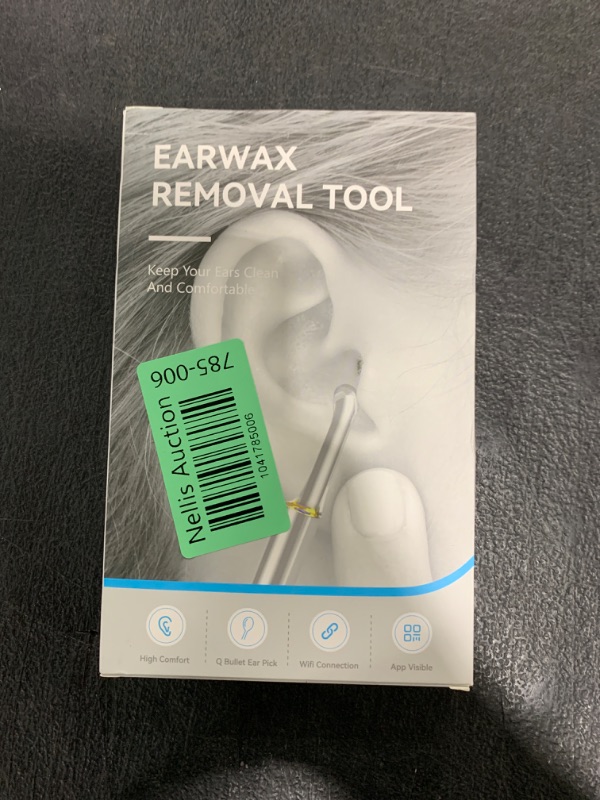 EARWAX
REMOVAL TOOL
Keep Your Ears Clean
And Comfortable
785-006
Nellis Auction
1041785006
High Comfort
Q Bullet Ear Pick
Wifi Connection
App Visible